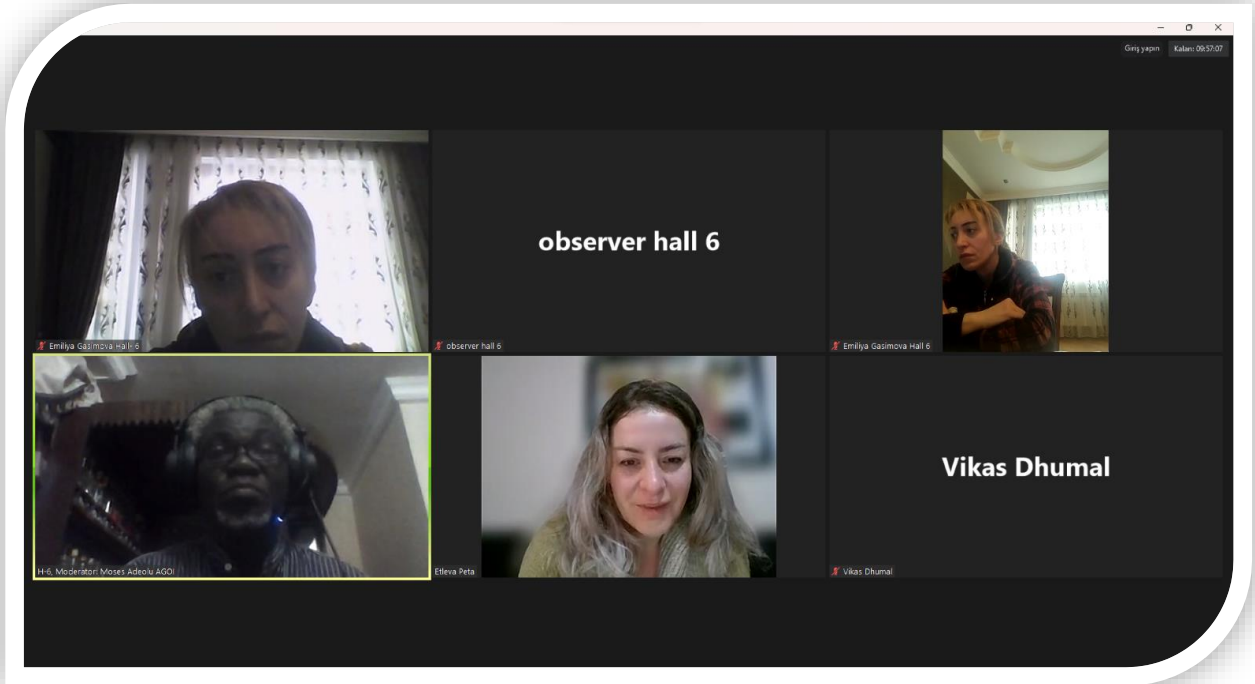 Giriş yapın
Kalan: 09:57:07
Emiliya Gasimova Hall- 6
observer hall 6
observer hall 6
Emiliya Gasimova Hall 6
H-6, Moderator: Moses Adeolu AGOI
Etleva Peta
Vikas Dhumal
Vikas Dhumal